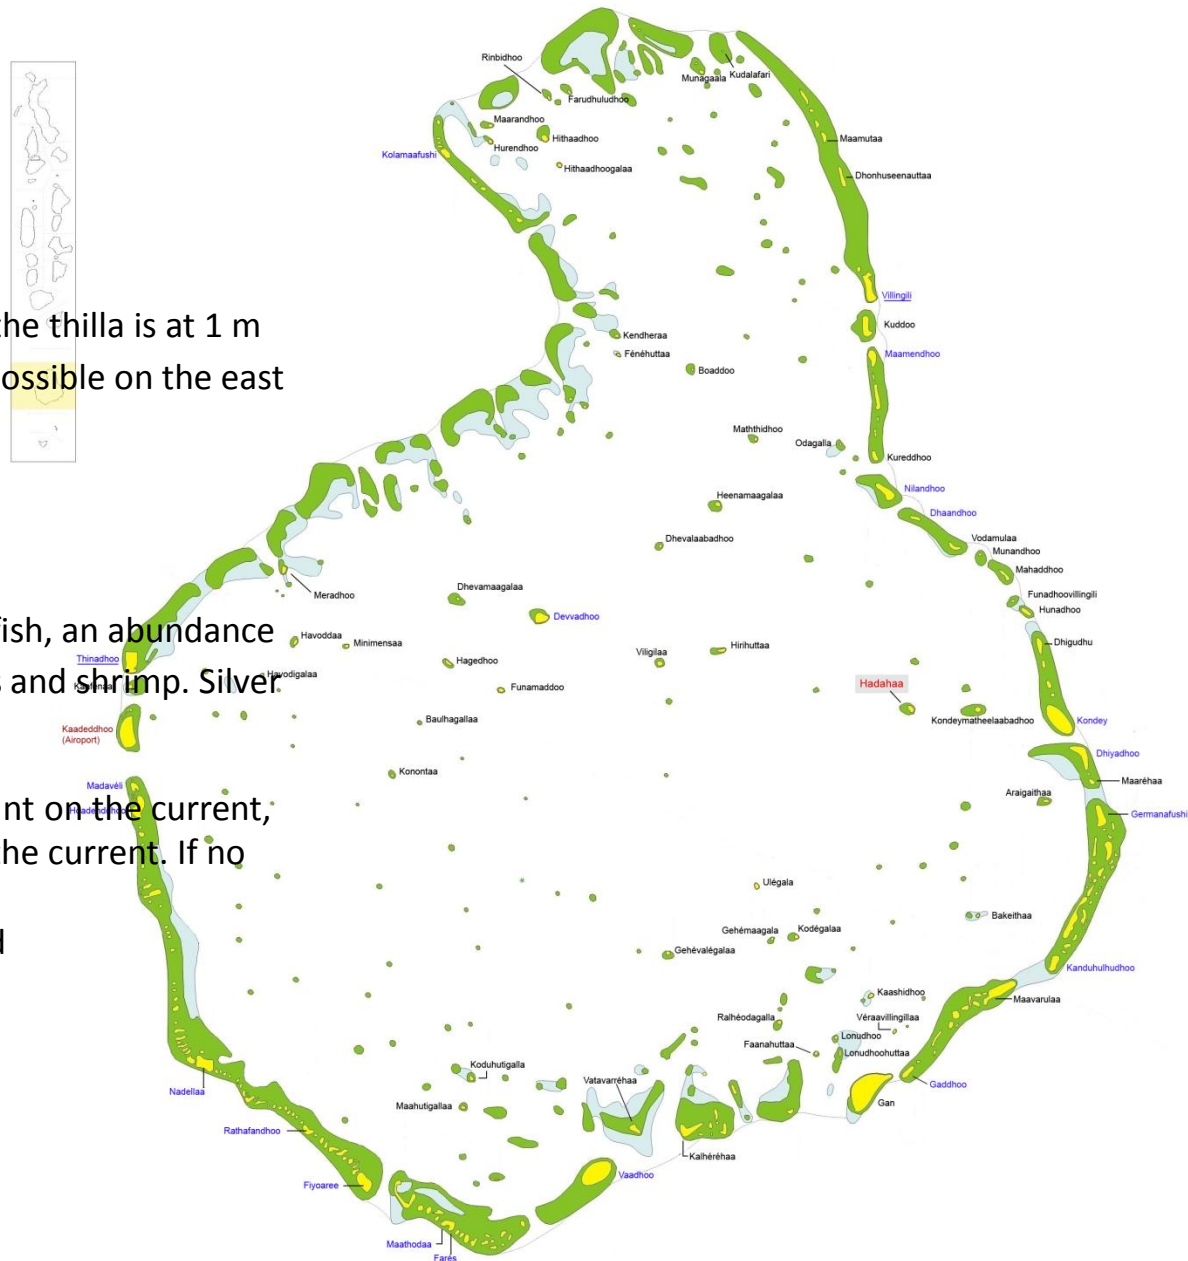 Rinbidhoo
Munagaala
Kudalafari
Farudhuludhoo
Maarandhoo
Hithaadhoo
Maamutaa
Hurendhoo
Kolamaafushi
Hithaadhoogalaa
Dhonhuseenauttaa
Villingili
the thilla is at 1 m
Kuddoo
Kendheraa
Fènéhuttaa
Maamendhoo
ossible on the east
Boaddoo
Maththidhoo
Odagalla
Kureddhoo
Nilandhoo
Heenamaagalaa
Dhaandhoo
Dhevalaabadhoo
Vodamulaa
Munandhoo
Mahaddhoo
Meradhoo
Dhevamaagalaa
Funadhoovillingili
Hunadhoo
Devvadhoo
fish, an abundance
Havoddaa
Minimensaa
Dhigudhu
Thinadhoo
Hagedhoo
Viligilaa
Hirihuttaa
Havodigalaa
s and shrimp. Silver
Funamaddoo
Hadahaa
Baulhagallaa
Kondeymatheelaabadhoo
Kondey
Kaadeddhoo
(Airoport)
Dhiyadhoo
Konontaa
Maaréhaa
Madavéli
Araigaithaa
nt on the current,
Germanafushi
the current. If no
Ulégala
Bakeithaa
d
Gehémaagala
Kodégalaa
Gehévalégalaa
Kanduhulhudhoo
Kaashidhoo
Maavarulaa
Ralhéodagalla
Véraavillingillaa
Lonudhoo
Faanahuttaa
Lonudhoohuttaa
Koduhutigalla
Vatavarréhaa
Gaddhoo
Nadellaa
Maahutigallaa
Gan
Rathafandhoo
Kalhéréhaa
Vaadhoo
Fiyoaree
Maathodaa
Farés